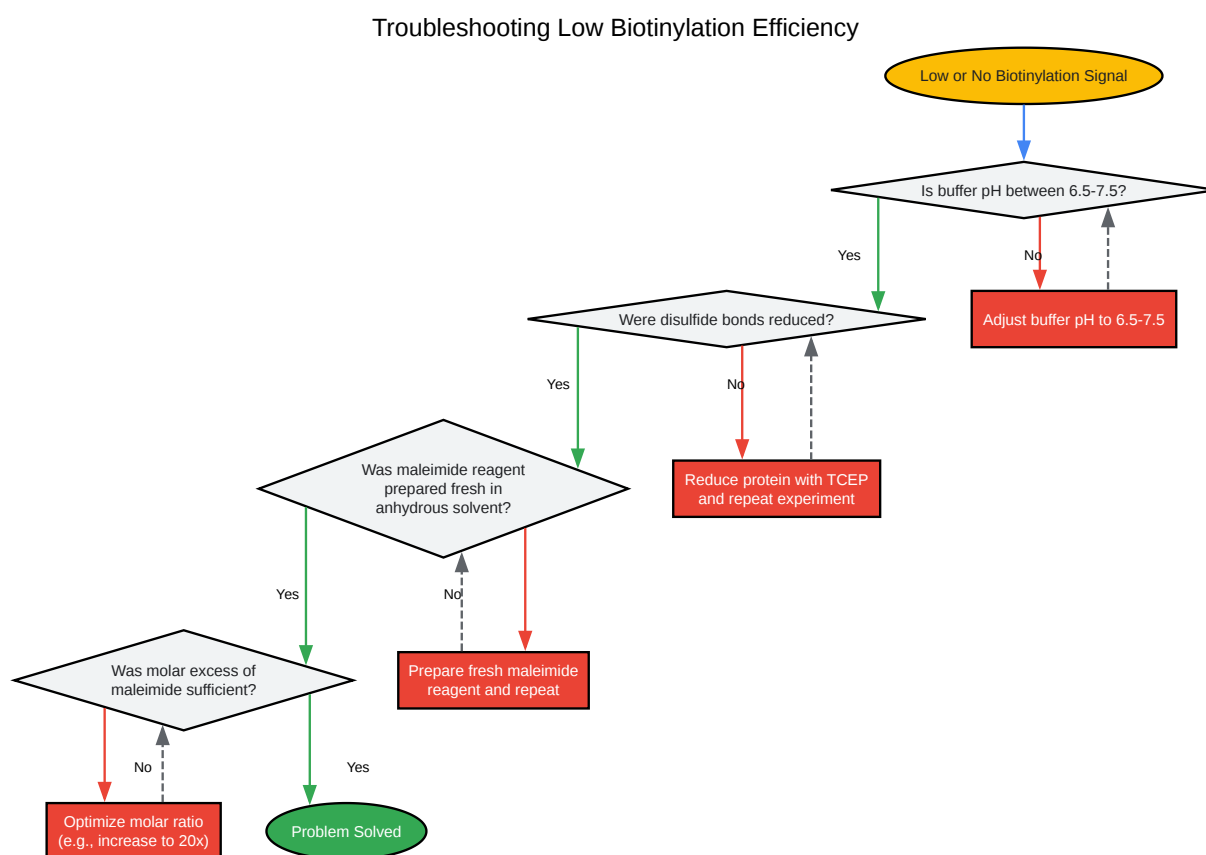 Troubleshooting Low Biotinylation Efficiency
Low or No Biotinylation Signal
Is buffer pH between 6.5-7.5?
Yes
No
Were disulfide bonds reduced?
Adjust buffer pH to 6.5-7.5
Yes
No
Was maleimide reagent
prepared fresh in
anhydrous solvent?
Reduce protein with TCEP
and repeat experiment
Yes
No
Was molar excess of
maleimide sufficient?
Prepare fresh maleimide
reagent and repeat
No
Yes
Optimize molar ratio
(e.g., increase to 20x)
Problem Solved